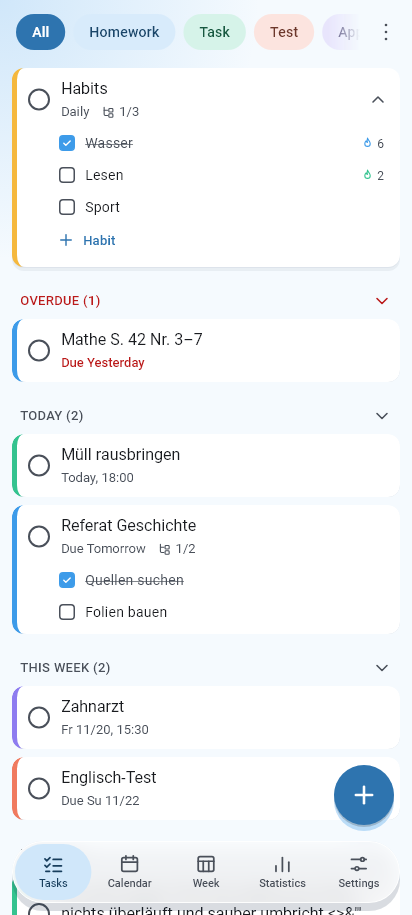 All Homework Task Test Ap
Habits
Daily 1/3
Wasser 6
Lesen 2
Sport
Habit
OVERDUE (1)
Mathe S. 42 Nr. 3–7
Due Yesterday
TODAY (2)
Müll rausbringen
Today, 18:00
Referat Geschichte
Due Tomorrow 1/2
Quellen suchen
Folien bauen
THIS WEEK (2)
Zahnarzt
Fr 11/20, 15:30
Englisch-Test
Due Su 11/22
Tasks Calendar Week Statistics Settings
nichts überläuft und sauber umbricht <>&"